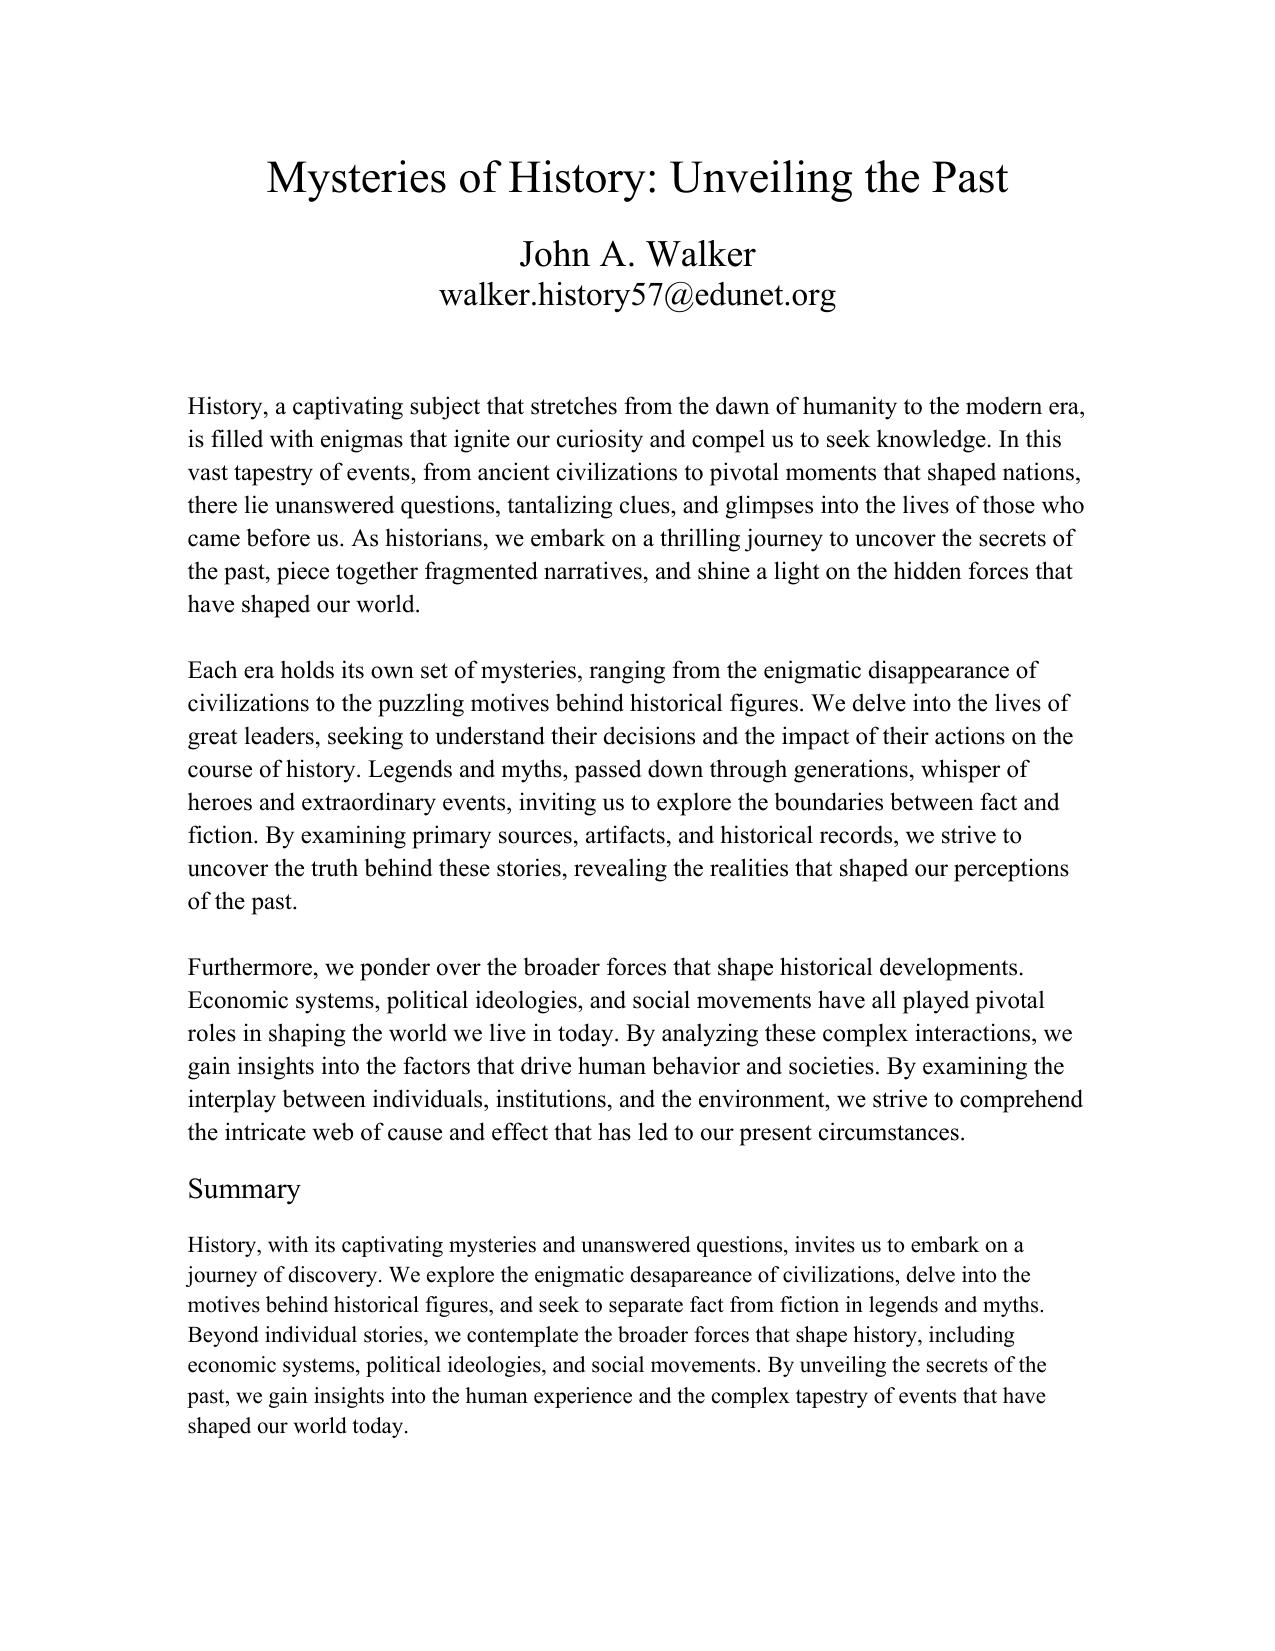 Mysteries of History: Unveiling the Past
John A. Walker
walker.history57@edunet.org
History, a captivating subject that stretches from the dawn of humanity to the modern era,
is filled with enigmas that ignite our curiosity and compel us to seek knowledge. In this
vast tapestry of events, from ancient civilizations to pivotal moments that shaped nations,
there lie unanswered questions, tantalizing clues, and glimpses into the lives of those who
came before us. As historians, we embark on a thrilling journey to uncover the secrets of
the past, piece together fragmented narratives, and shine a light on the hidden forces that
have shaped our world.
Each era holds its own set of mysteries, ranging from the enigmatic disappearance of
civilizations to the puzzling motives behind historical figures. We delve into the lives of
great leaders, seeking to understand their decisions and the impact of their actions on the
course of history. Legends and myths, passed down through generations, whisper of
heroes and extraordinary events, inviting us to explore the boundaries between fact and
fiction. By examining primary sources, artifacts, and historical records, we strive to
uncover the truth behind these stories, revealing the realities that shaped our perceptions
of the past.
Furthermore, we ponder over the broader forces that shape historical developments.
Economic systems, political ideologies, and social movements have all played pivotal
roles in shaping the world we live in today. By analyzing these complex interactions, we
gain insights into the factors that drive human behavior and societies. By examining the
interplay between individuals, institutions, and the environment, we strive to comprehend
the intricate web of cause and effect that has led to our present circumstances.
Summary
History, with its captivating mysteries and unanswered questions, invites us to embark on a
journey of discovery. We explore the enigmatic desapareance of civilizations, delve into the
motives behind historical figures, and seek to separate fact from fiction in legends and myths.
Beyond individual stories, we contemplate the broader forces that shape history, including
economic systems, political ideologies, and social movements. By unveiling the secrets of the
past, we gain insights into the human experience and the complex tapestry of events that have
shaped our world today.